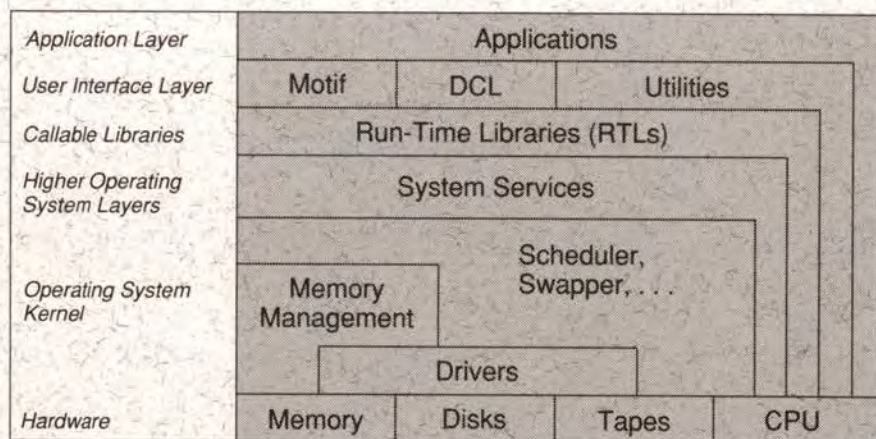 Application Layer
Applications
User Interface Layer
Motif
DCL
Utilities
Callable Libraries
Run-Time Libraries (RTLs)
Higher Operating
System Layers
System Services
Operating System
Kernel
Scheduler,
Swapper, . . .
Memory
Management
Drivers
Hardware
Memory
Disks
Tapes
CPU